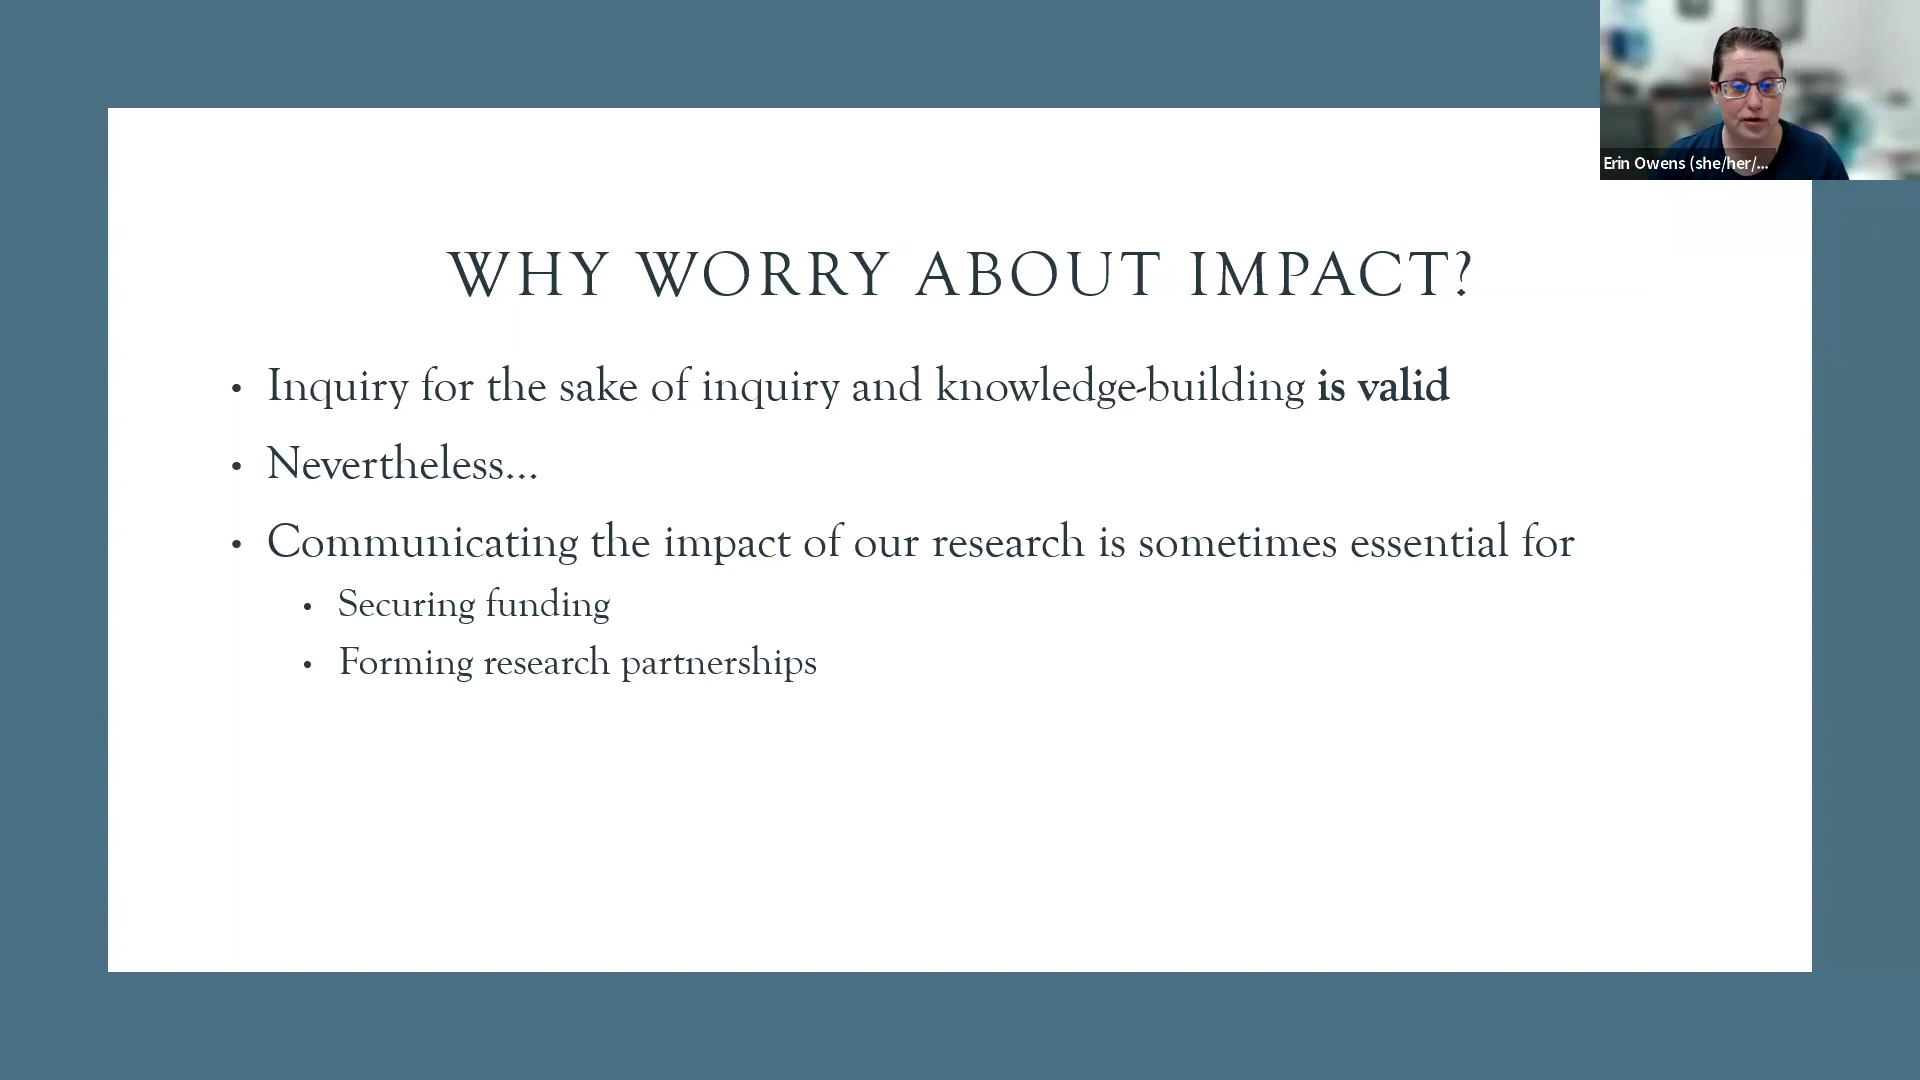 Erin Owens (she/her/...
WHY WORRY ABOUT IMPACT?
• Inquiry for the sake of inquiry and knowledge-building is valid
• Nevertheless...
• Communicating the impact of our research is sometimes essential for
• Securing funding
• Forming research partnerships